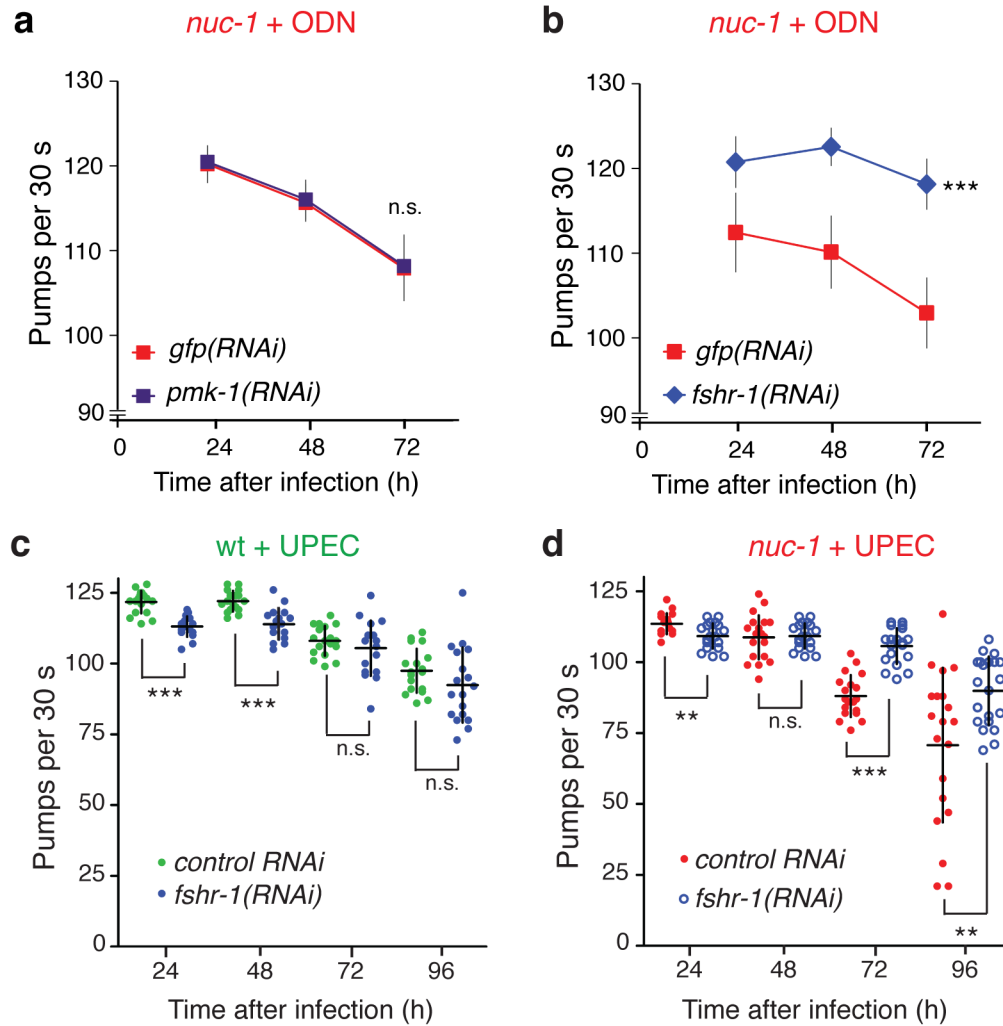 a
nuc-1 + ODN
130
120
110
100
90
0
24
48
72
Pumps per 30 s
n.s.
gfp(RNAi)
pmk-1(RNAi)
Time after infection (h)
b
nuc-1 + ODN
130
120
110
100
90
0
24
48
72
Pumps per 30 s
***
gfp(RNAi)
fshr-1(RNAi)
Time after infection (h)
c
wt + UPEC
125
100
75
50
25
0
24
48
72
96
Pumps per 30 s
***
***
n.s.
n.s.
control RNAi
fshr-1(RNAi)
Time after infection (h)
d
nuc-1 + UPEC
125
100
75
50
25
0
24
48
72
96
Pumps per 30 s
**
n.s.
***
**
control RNAi
fshr-1(RNAi)
Time after infection (h)